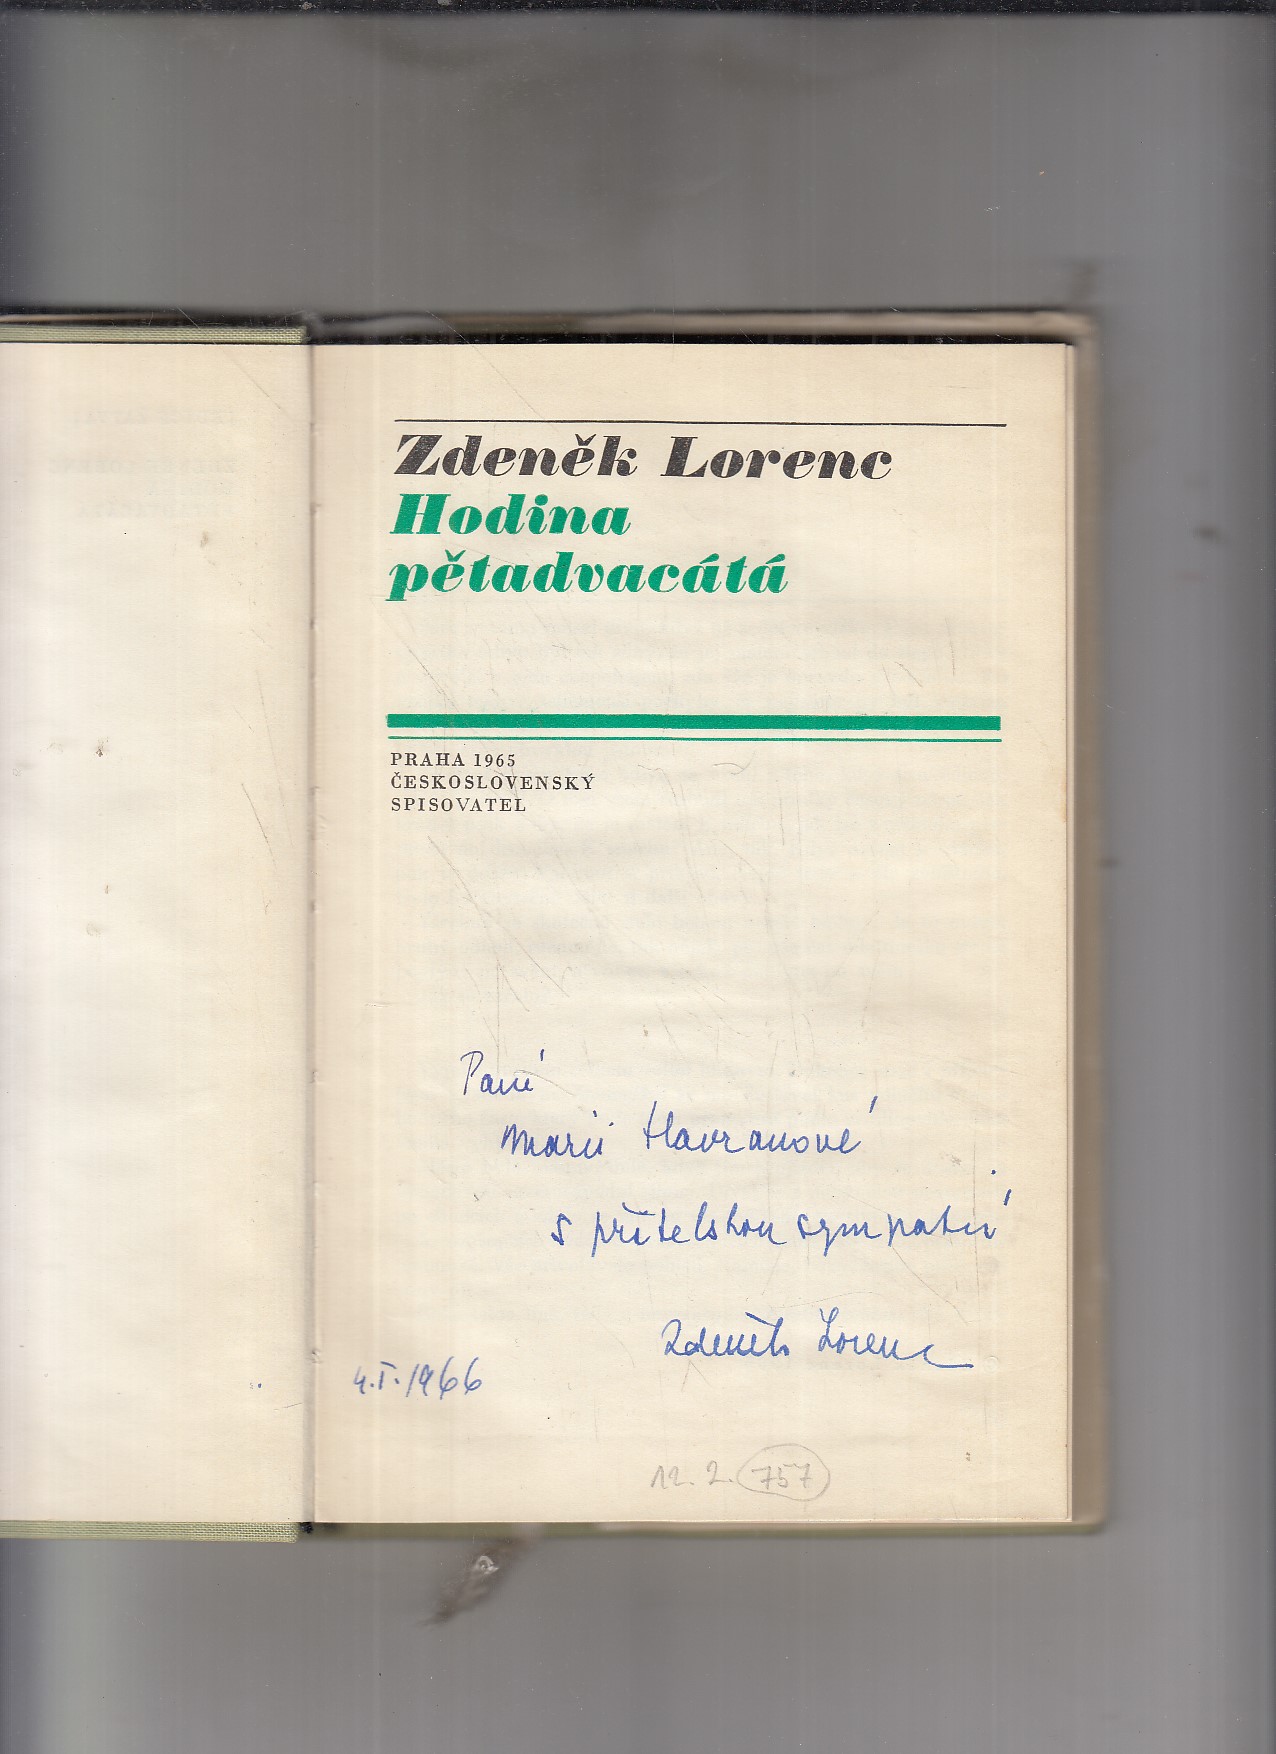 Zdeněk Lorenc
Hodina
pětadvacátá
PRAHA 1965
ČESKOSLOVENSKÝ
SPISOVATEL
Paní
Marii Havranové
s přátelskou sympatií
Zdeněk Lorenc
4.I.1966
12.2. 757